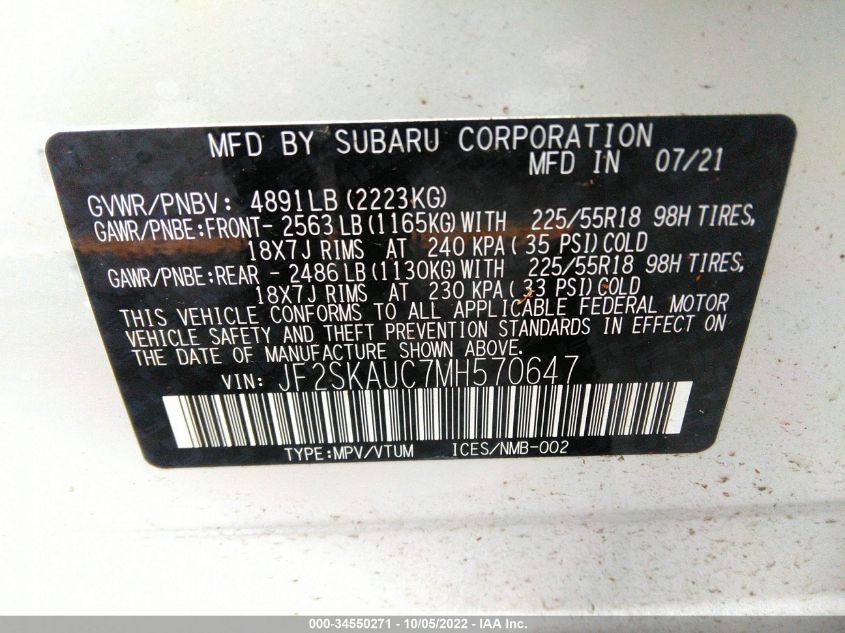 MFD BY SUBARU CORPORATION
MFD IN 07/21
GVWR/PNBV: 4891LB (2223KG)
GAWR/PNBE:FRONT- 2563LB (1165KG) WITH 225/55R18 98H TIRES,
18X7J RIMS AT 240 KPA ( 35 PSI) COLD
GAWR/PNBE:REAR - 2486LB (1130KG) WITH 225/55R18 98H TIRES,
18X7J RIMS AT 230 KPA ( 33 PSI) COLD
THIS VEHICLE CONFORMS TO ALL APPLICABLE FEDERAL MOTOR
VEHICLE SAFETY AND THEFT PREVENTION STANDARDS IN EFFECT ON
THE DATE OF MANUFACTURE SHOWN ABOVE.
VIN: JF2SKAUC7MH570647
TYPE:MPV/VTUM ICES/NMB-002
000-34550271 - 10/05/2022 - IAA Inc.